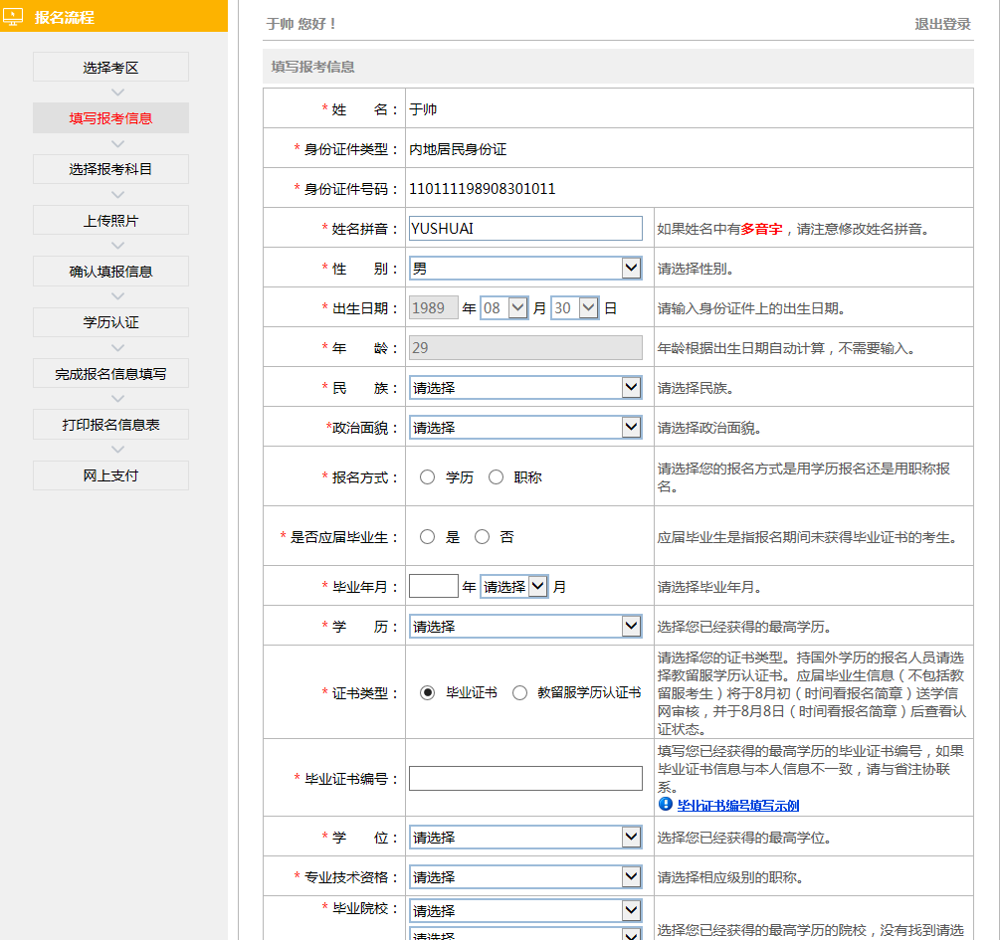 报名流程
选择考区
填写报考信息
选择报考科目
上传照片
确认填报信息
学历认证
完成报名信息填写
打印报名信息表
网上支付
于帅 您好！
退出登录
填写报考信息
* 姓 名： 于帅
* 身份证件类型： 内地居民身份证
* 身份证件号码： 110111198908301011
* 姓名拼音： YUSHUAI 如果姓名中有多音字，请注意修改姓名拼音。
* 性 别： 男 请选择性别。
* 出生日期： 1989 年 08 月 30 日 请输入身份证件上的出生日期。
* 年 龄： 29 年龄根据出生日期自动计算，不需要输入。
* 民 族： 请选择 请选择民族。
*政治面貌： 请选择 请选择政治面貌。
* 报名方式： 学历 职称 请选择您的报名方式是用学历报名还是用职称报
名。
* 是否应届毕业生： 是 否 应届毕业生是指报名期间未获得毕业证书的考生。
* 毕业年月： 年 请选择 月 请选择毕业年月。
* 学 历： 请选择 选择您已经获得的最高学历。
* 证书类型： 毕业证书 教留服学历认证书
请选择您的证书类型。持国外学历的报名人员请选
择教留服学历认证书。应届毕业生信息（不包括教
留服考生）将于8月初（时间看报名简章）送学信
网审核，并于8月8日（时间看报名简章）后查看认
证状态。
* 毕业证书编号：
填写您已经获得的最高学历的毕业证书编号，如果
毕业证书信息与本人信息不一致，请与省注协联
系。
毕业证书编号填写示例
* 学 位： 请选择 选择您已经获得的最高学位。
* 专业技术资格： 请选择 请选择相应级别的职称。
* 毕业院校： 请选择
请选择
选择您已经获得的最高学历的院校，没有找到请选